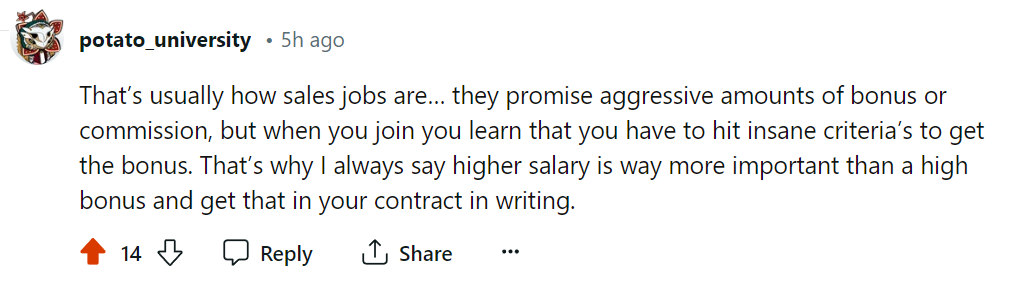 potato_university • 5h ago
That’s usually how sales jobs are... they promise aggressive amounts of bonus or
commission, but when you join you learn that you have to hit insane criteria’s to get
the bonus. That’s why I always say higher salary is way more important than a high
bonus and get that in your contract in writing.
14 Reply Share ...